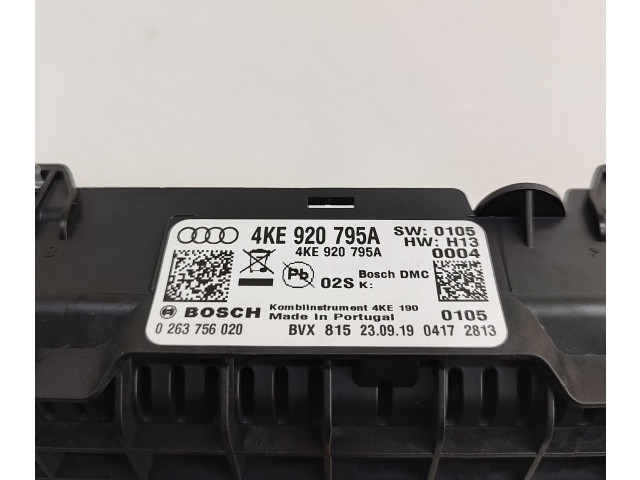 4KE 920 795A SW: 0105
4KE 920 795A HW: H13
0004
Pb 02S Bosch DMC
K:
BOSCH Kombiinstrument 4KE 190
Made in Portugal 0105
0 263 756 020 BVX 815 23.09.19 0417 2813